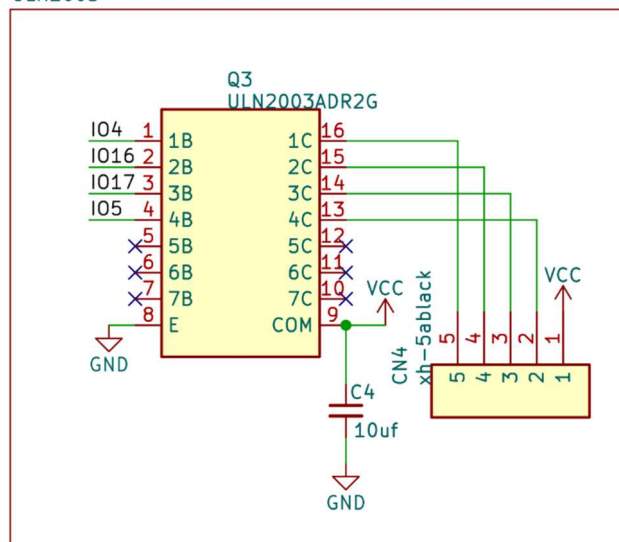 Q3
ULN2003ADR2G
IO4 1 1B 1C 16
IO16 2 2B 2C 15
IO17 3 3B 3C 14
IO5 4 4B 4C 13
5 5B 5C 12
6 6B 6C 11
7 7B 7C 10
8 E COM 9
GND
VCC
C4
10uf
GND
CN4
xh-5ablack
VCC
5 4 3 2 1
5 4 3 2 1